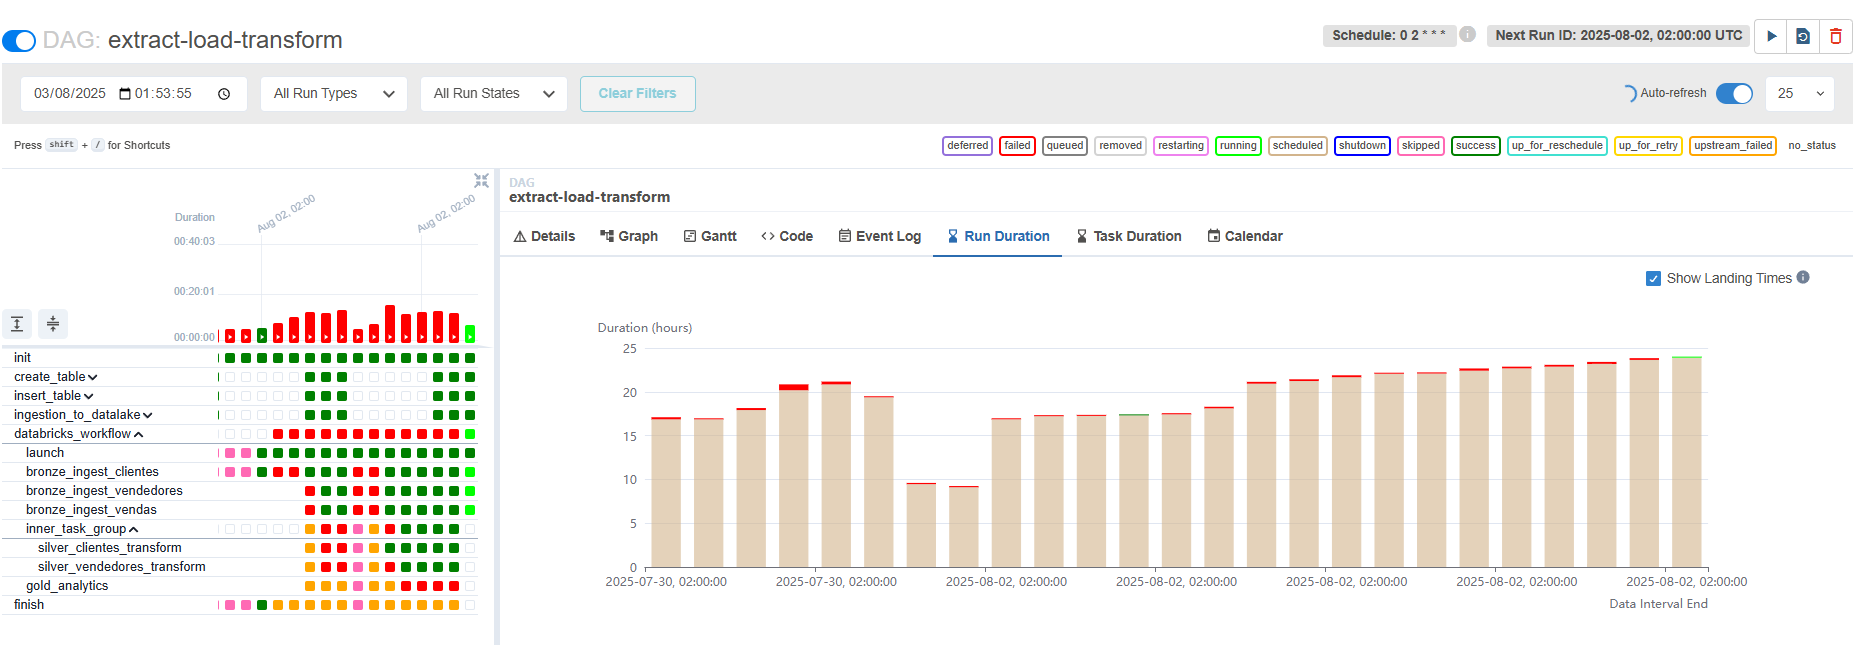 DAG: extract-load-transform
Schedule: 0 2 * * *
Next Run ID: 2025-08-02, 02:00:00 UTC
03/08/2025 01:53:55
All Run Types
All Run States
Clear Filters
Auto-refresh
25
Press shift + / for Shortcuts
deferred failed queued removed restarting running scheduled shutdown skipped success up_for_reschedule up_for_retry upstream_failed no_status
Aug 02, 02:00
Aug 02, 02:00
Duration
00:40:03
00:20:01
00:00:00
init
create_table
insert_table
ingestion_to_datalake
databricks_workflow
launch
bronze_ingest_clientes
bronze_ingest_vendedores
bronze_ingest_vendas
inner_task_group
silver_clientes_transform
silver_vendedores_transform
gold_analytics
finish
DAG
extract-load-transform
Details
Graph
Gantt
Code
Event Log
Run Duration
Task Duration
Calendar
Show Landing Times
Duration (hours)
25
20
15
10
5
0
2025-07-30, 02:00:00
2025-07-30, 02:00:00
2025-08-02, 02:00:00
2025-08-02, 02:00:00
2025-08-02, 02:00:00
2025-08-02, 02:00:00
2025-08-02, 02:00:00
Data Interval End